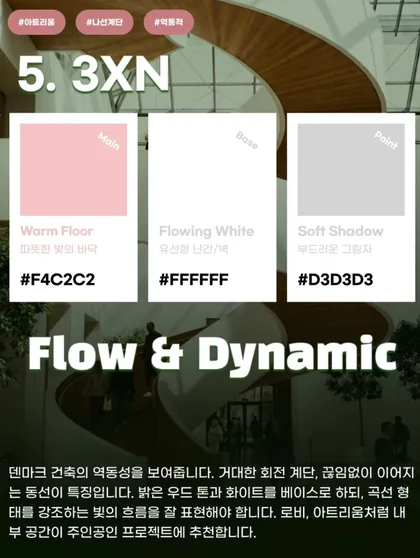 #아트리움 #나선계단 #역동적
5. 3XN
Main Base Point
Warm Floor
따뜻한 빛의 바닥
#F4C2C2
Flowing White
유선형 난간/벽
#FFFFFF
Soft Shadow
부드러운 그림자
#D3D3D3
Flow & Dynamic
덴마크 건축의 역동성을 보여줍니다. 거대한 회전 계단, 끊임없이 이어지
는 동선이 특징입니다. 밝은 우드 톤과 화이트를 베이스로 하되, 곡선 형
태를 강조하는 빛의 흐름을 잘 표현해야 합니다. 로비, 아트리움처럼 내
부 공간이 주인공인 프로젝트에 추천합니다.